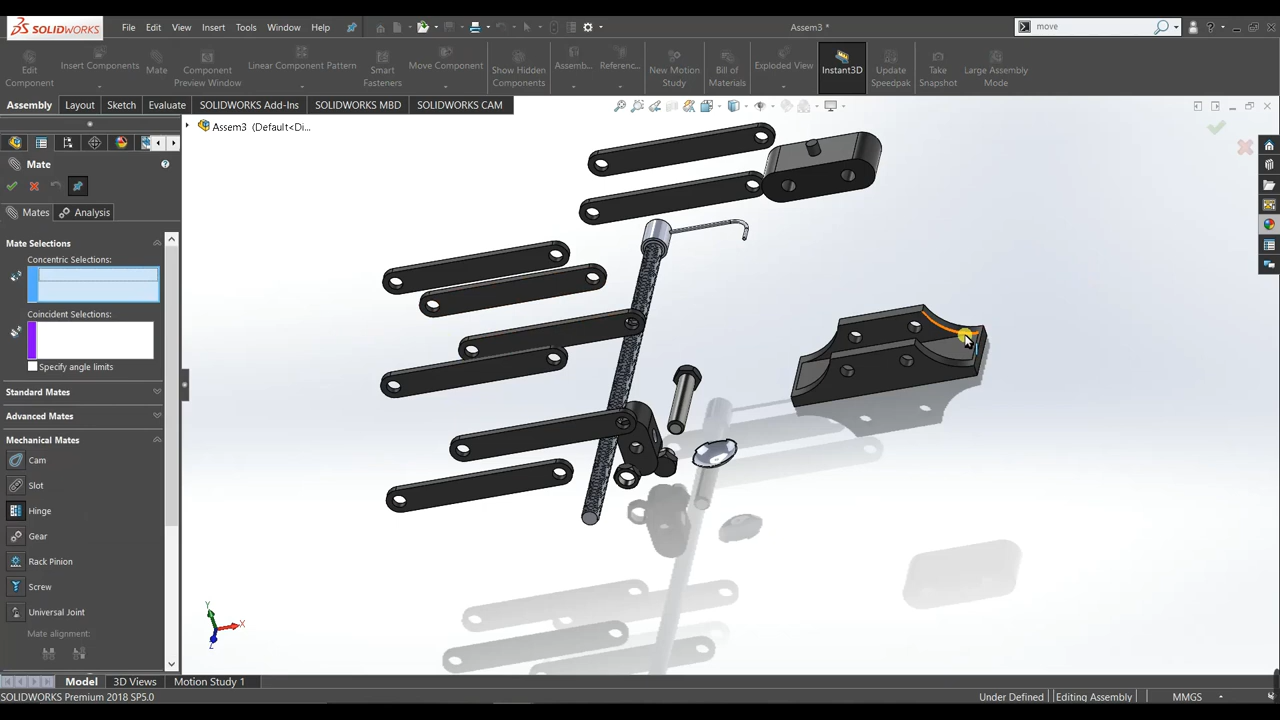 SOLIDWORKS File Edit View Insert Tools Window Help Assem3 * move ?
Edit Component Insert Components Mate Component Preview Window Linear Component Pattern Smart Fasteners Move Component Show Hidden Components Assemb... Referenc... New Motion Study Bill of Materials Exploded View Instant3D Update Speedpak Take Snapshot Large Assembly Mode
Assembly Layout Sketch Evaluate SOLIDWORKS Add-Ins SOLIDWORKS MBD SOLIDWORKS CAM
Assem3 (Default<Di...
Mate
Mates Analysis
Mate Selections
Concentric Selections:
Coincident Selections:
Specify angle limits
Standard Mates
Advanced Mates
Mechanical Mates
Cam
Slot
Hinge
Gear
Rack Pinion
Screw
Universal Joint
Mate alignment:
Y
X
Z
Model 3D Views Motion Study 1
SOLIDWORKS Premium 2018 SP5.0 Under Defined Editing Assembly MMGS